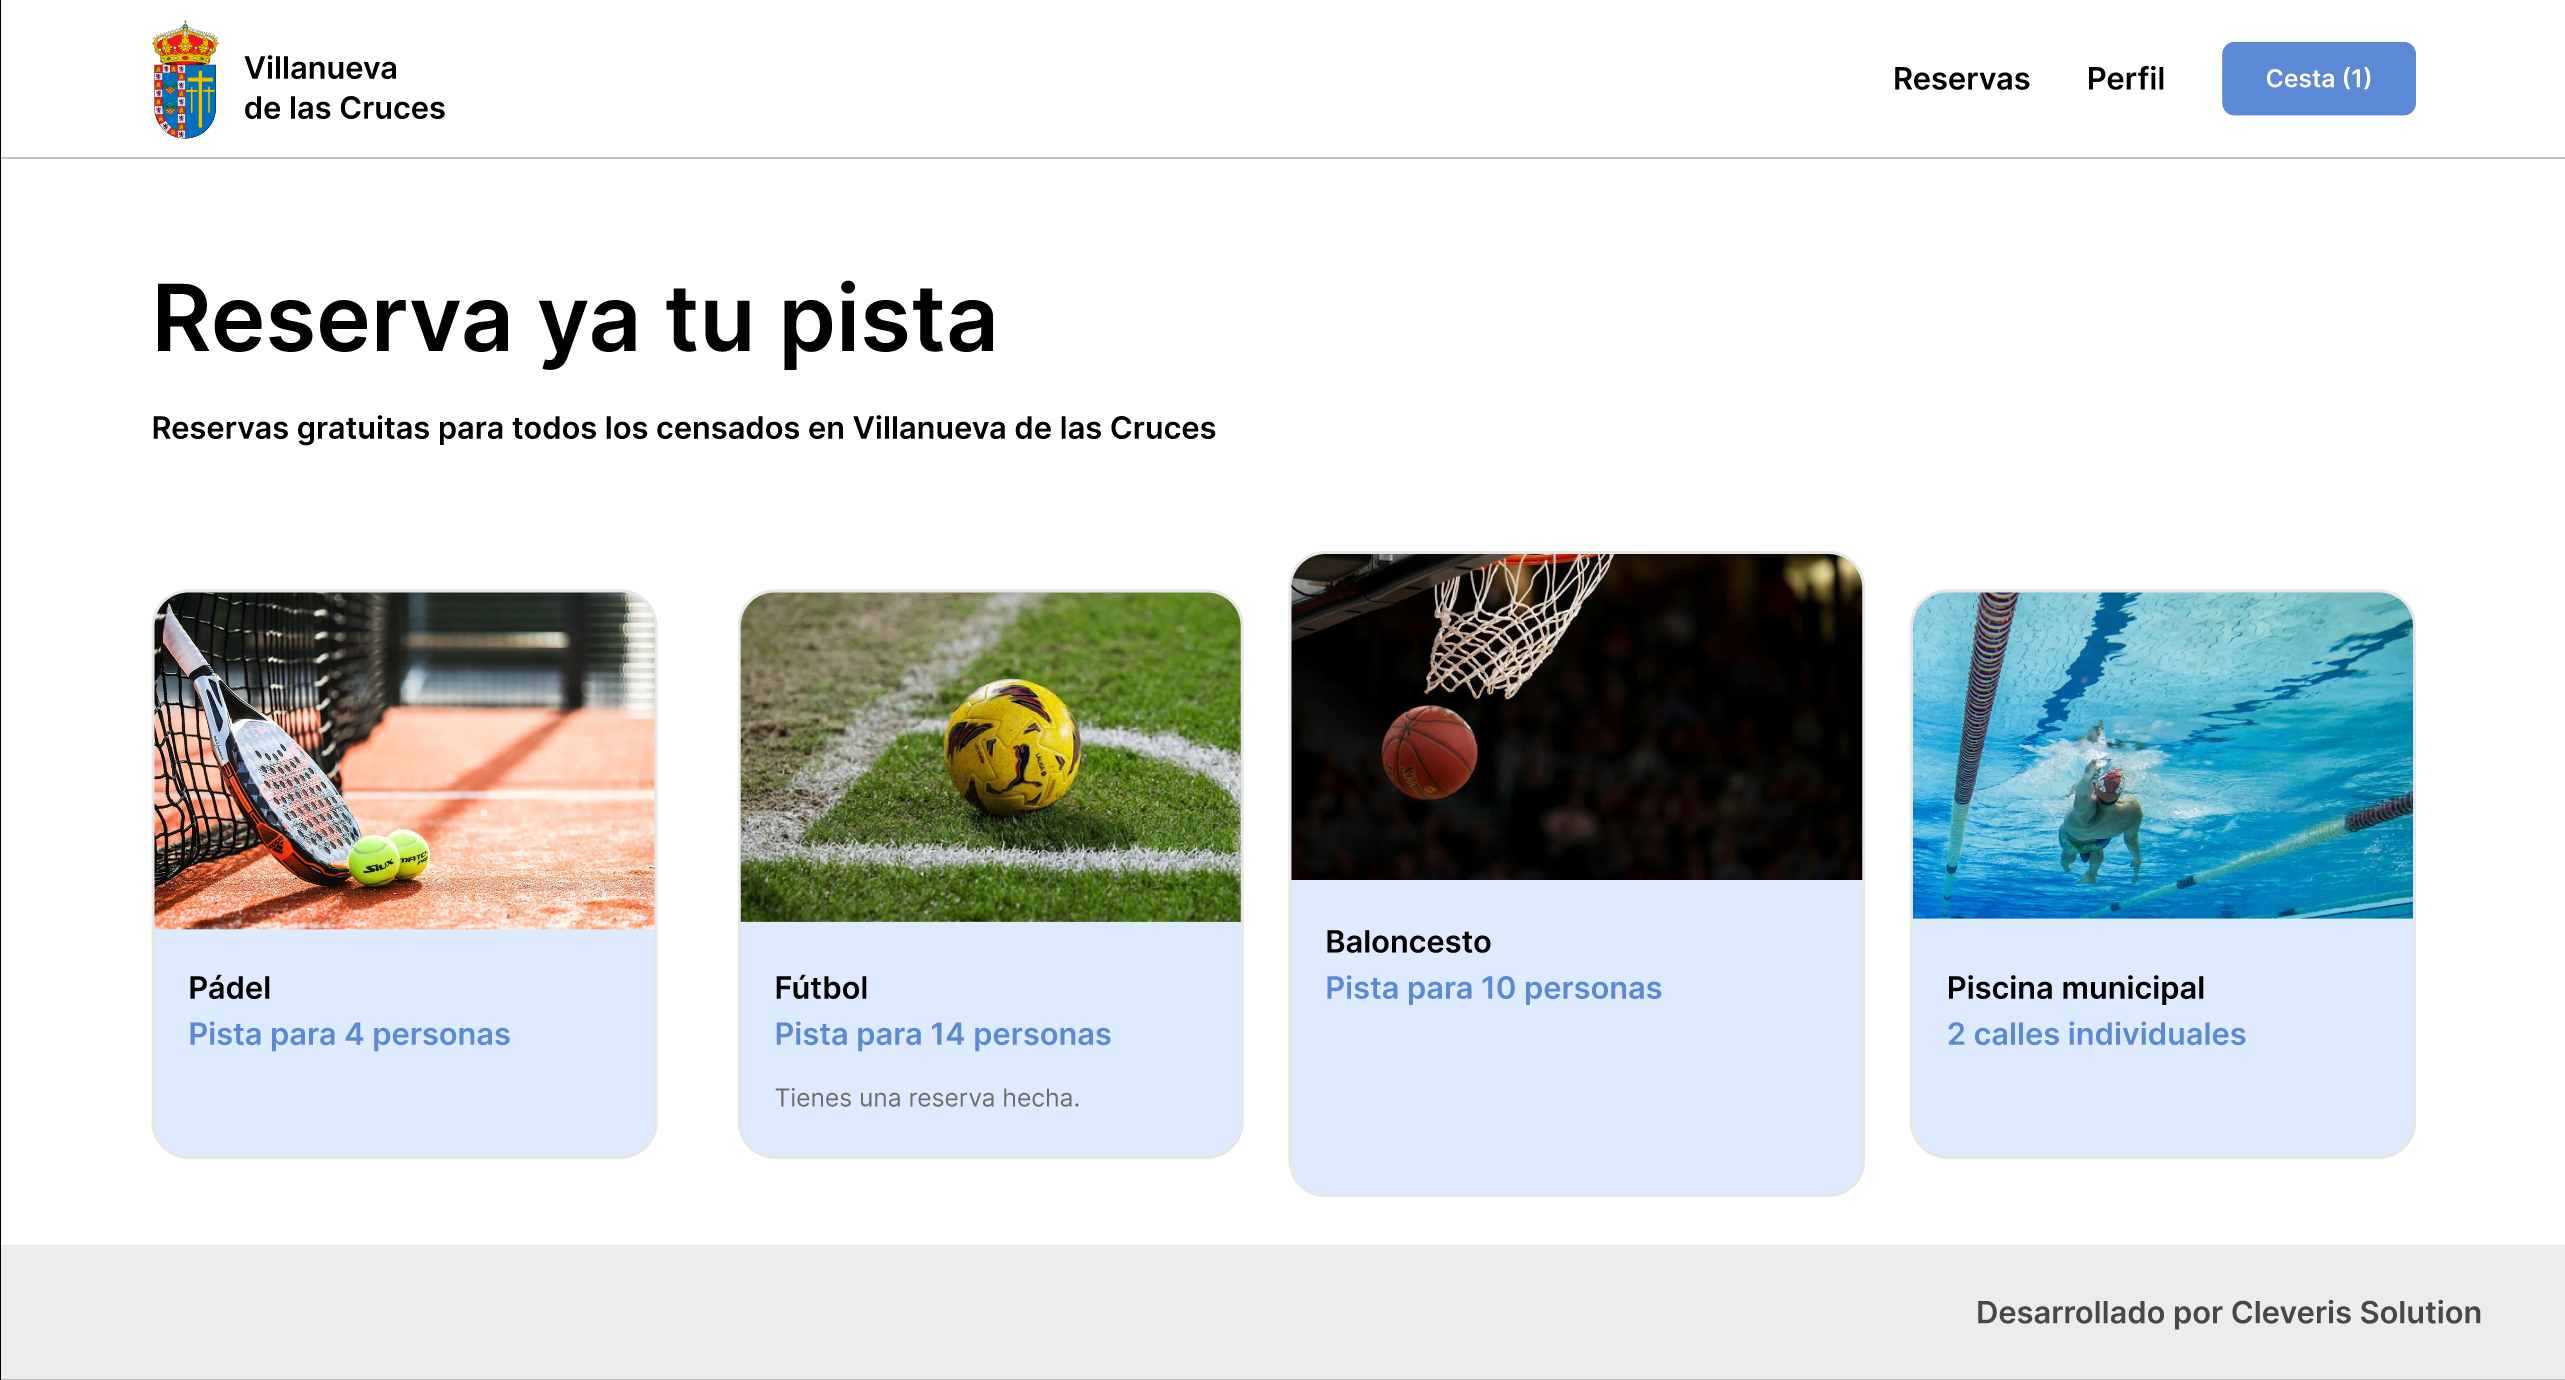 Villanueva
de las Cruces
Reservas
Perfil
Cesta (1)
Reserva ya tu pista
Reservas gratuitas para todos los censados en Villanueva de las Cruces
Siux
Pádel
Pista para 4 personas
Fútbol
Pista para 14 personas
Tienes una reserva hecha.
Baloncesto
Pista para 10 personas
Piscina municipal
2 calles individuales
Desarrollado por Cleveris Solution